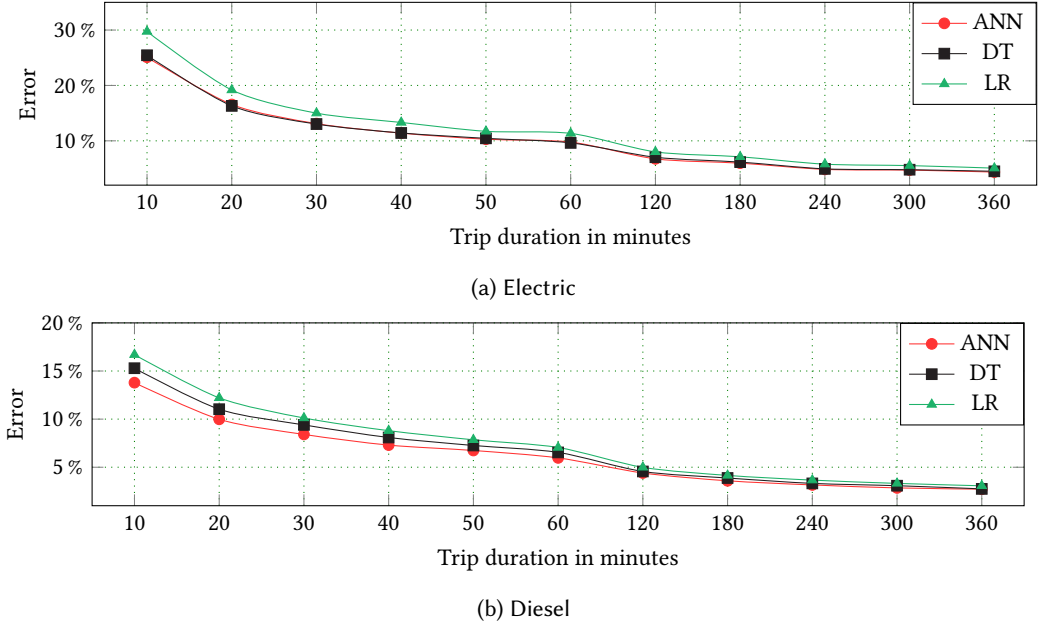 30 %
20 %
10 %
Error
ANN
DT
LR
10 20 30 40 50 60 120 180 240 300 360
Trip duration in minutes
(a) Electric
20 %
15 %
10 %
5 %
Error
ANN
DT
LR
10 20 30 40 50 60 120 180 240 300 360
Trip duration in minutes
(b) Diesel